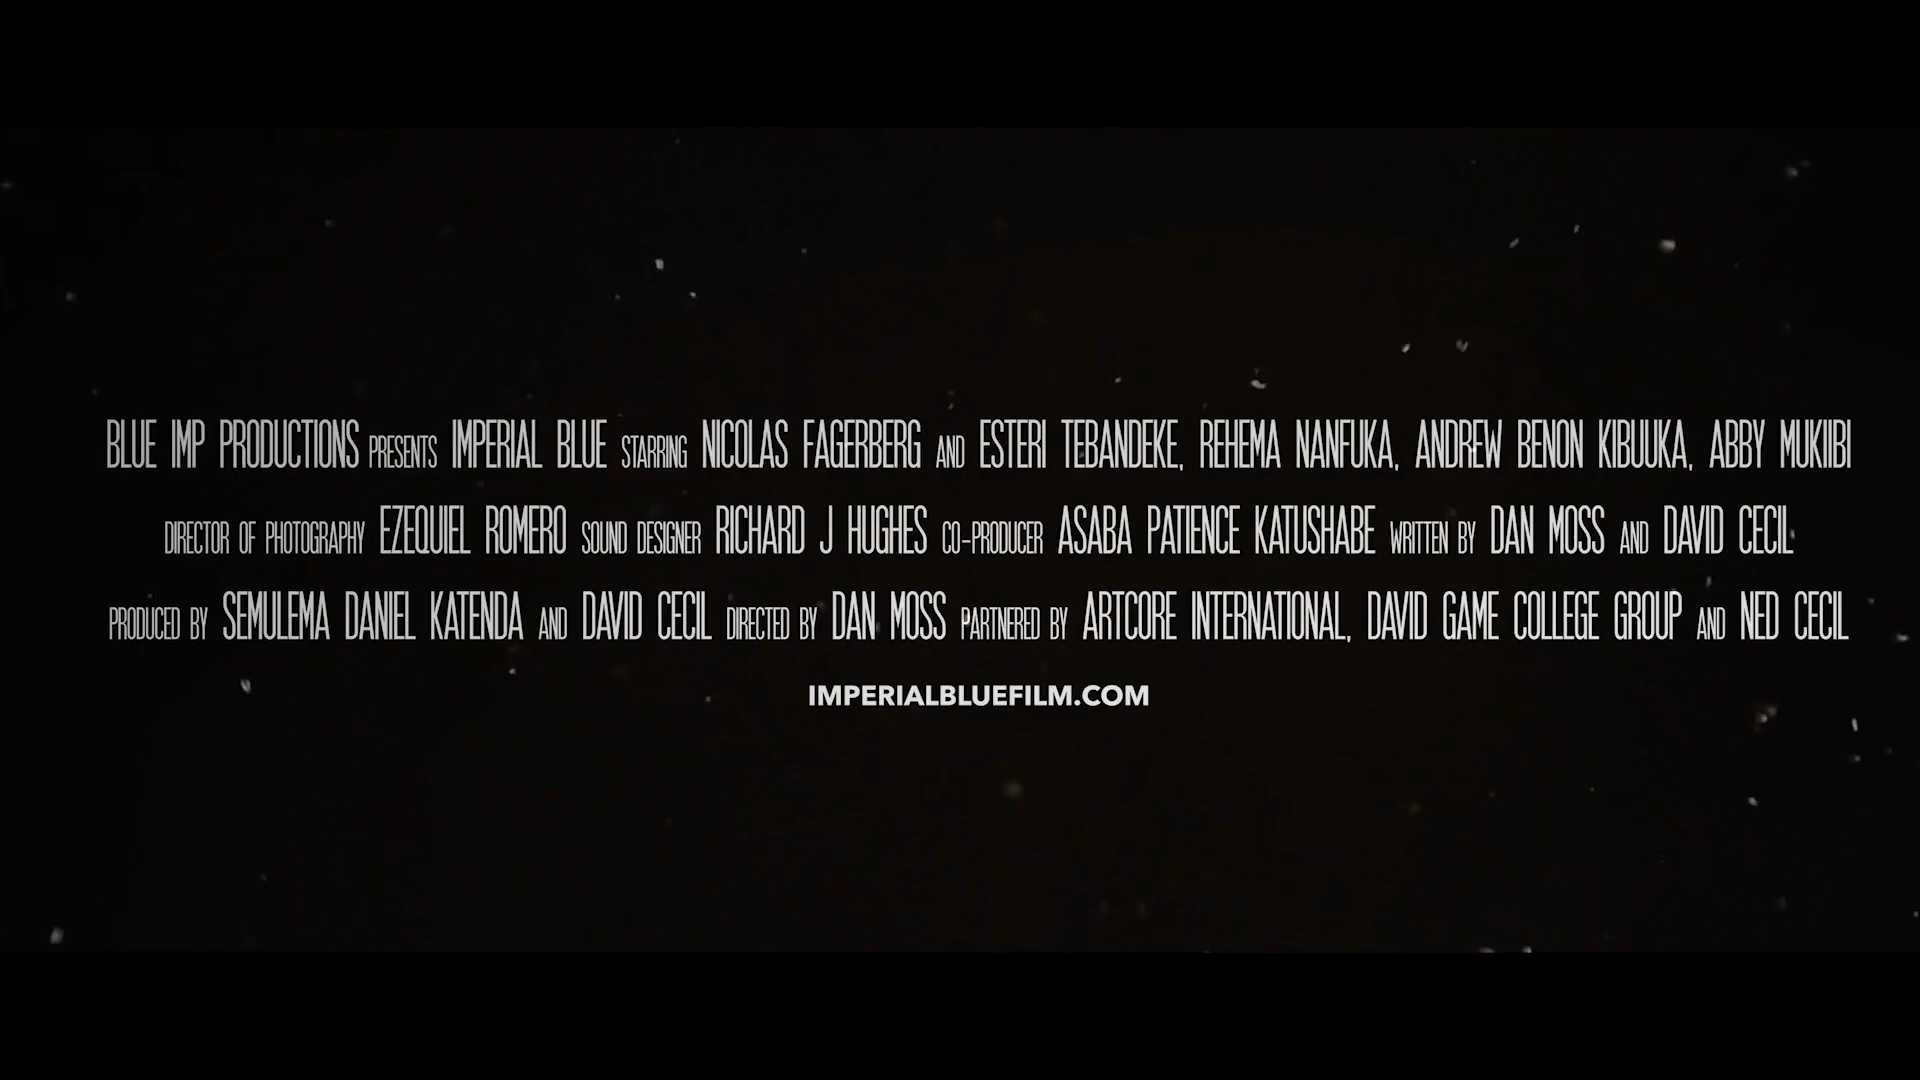 BLUE IMP PRODUCTIONS PRESENTS IMPERIAL BLUE STARRING NICOLAS FAGERBERG AND ESTERI TEBANDEKE, REHEMA NANFUKA, ANDREW BENON KIBUUKA, ABBY MUKIIBI
DIRECTOR OF PHOTOGRAPHY EZEQUIEL ROMERO SOUND DESIGNER RICHARD J HUGHES CO-PRODUCER ASABA PATIENCE KATUSHABE WRITTEN BY DAN MOSS AND DAVID CECIL
PRODUCED BY SEMULEMA DANIEL KATENDA AND DAVID CECIL DIRECTED BY DAN MOSS PARTNERED BY ARTCORE INTERNATIONAL, DAVID GAME COLLEGE GROUP AND NED CECIL
IMPERIALBLUEFILM.COM